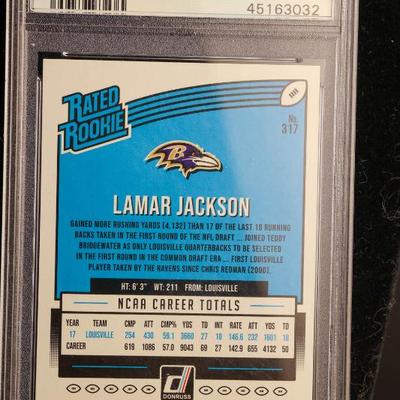 45163032
RATED
ROOKIE
No.
317
B
LAMAR JACKSON
GAINED MORE RUSHING YARDS (4,132) THAN 17 OF THE LAST 18 RUNNING
BACKS TAKEN IN THE FIRST ROUND OF THE NFL DRAFT ... JOINED TEDDY
BRIDGEWATER AS ONLY LOUISVILLE QUARTERBACKS TO BE SELECTED
IN THE FIRST ROUND IN THE COMMON DRAFT ERA ... FIRST LOUISVILLE
PLAYER TAKEN BY THE RAVENS SINCE CHRIS REDMAN (2000).
HT: 6' 3" WT: 211 FROM: LOUISVILLE
NCAA CAREER TOTALS
YEAR TEAM CMP ATT CMP% YDS TD INT RTG ATT YDS TD
17 LOUISVILLE 254 430 59.1 3660 27 10 146.6 232 1601 18
CAREER 619 1086 57.0 9043 69 27 142.9 655 4132 50
DONRUSS